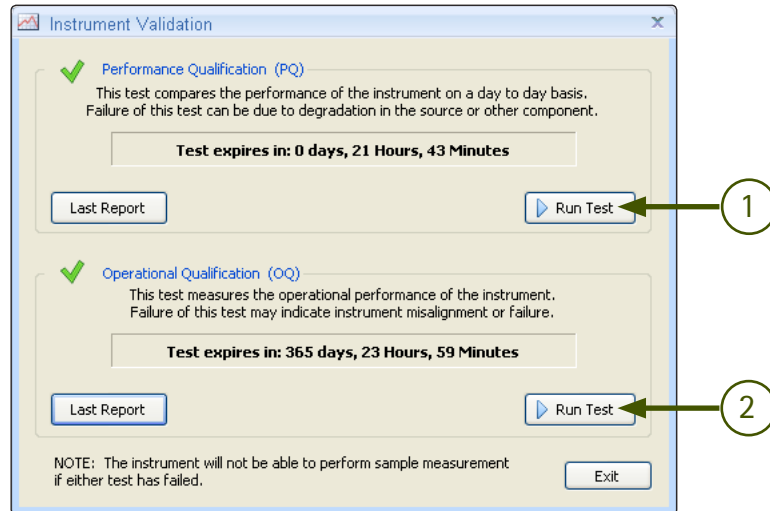 Instrument Validation
Performance Qualification (PQ)
This test compares the performance of the instrument on a day to day basis.
Failure of this test can be due to degradation in the source or other component.
Test expires in: 0 days, 21 Hours, 43 Minutes
Last Report
Run Test
1
Operational Qualification (OQ)
This test measures the operational performance of the instrument.
Failure of this test may indicate instrument misalignment or failure.
Test expires in: 365 days, 23 Hours, 59 Minutes
Last Report
Run Test
2
NOTE: The instrument will not be able to perform sample measurement
if either test has failed.
Exit